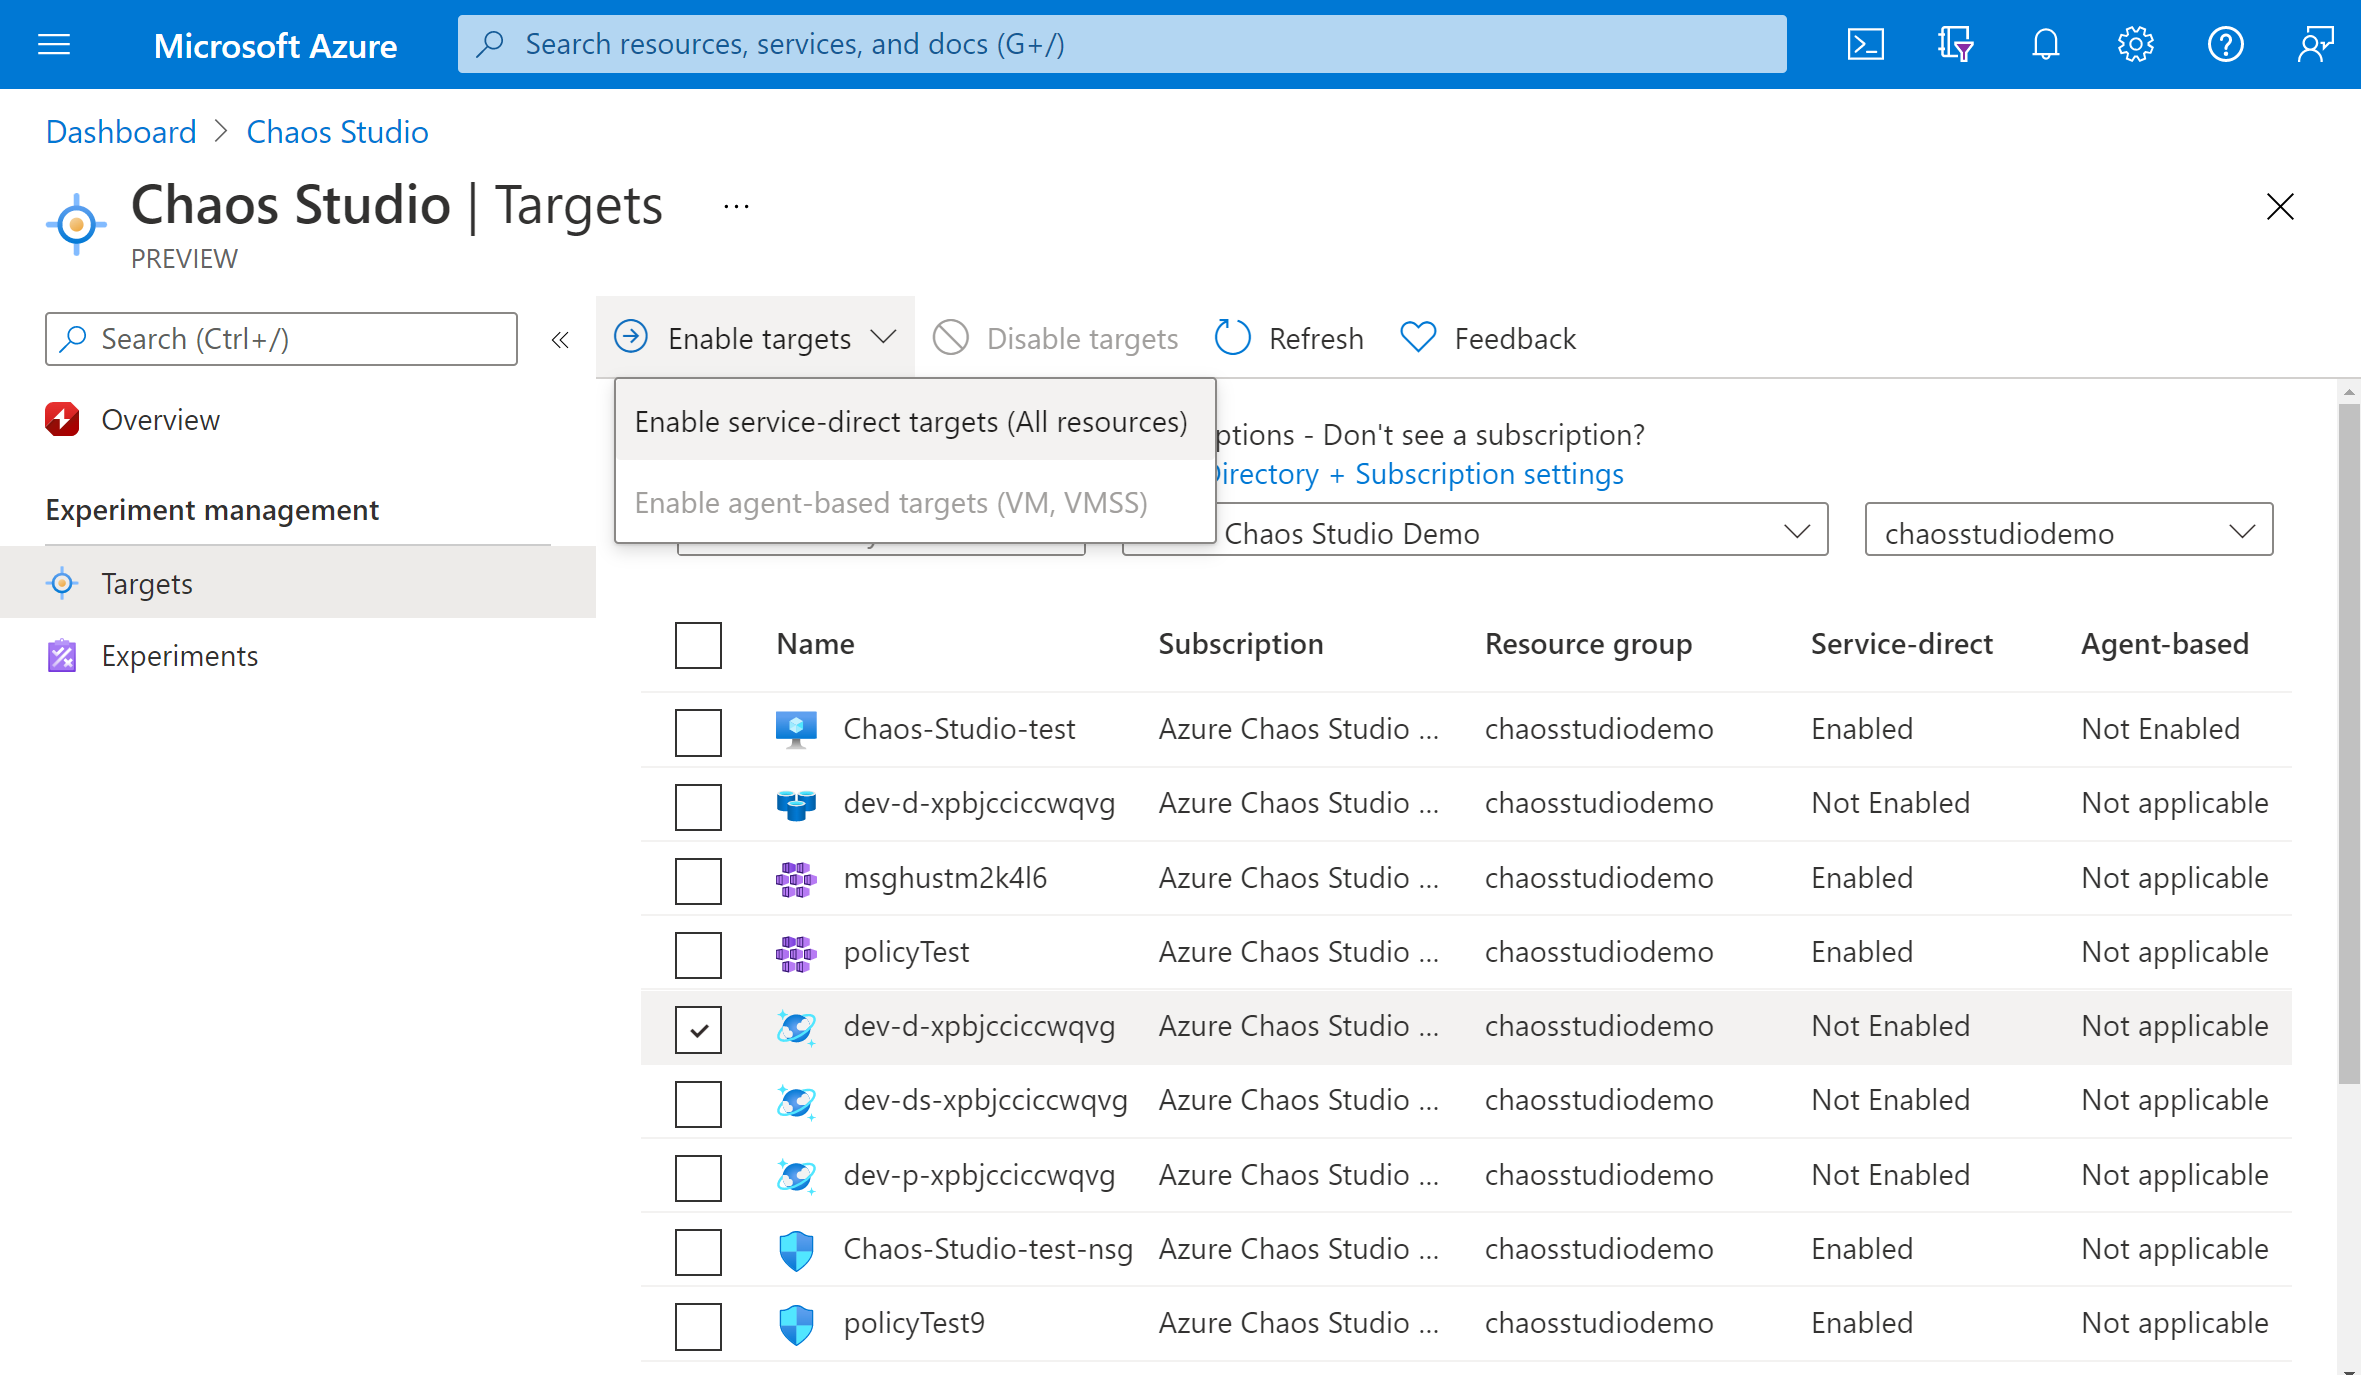 Microsoft Azure
Search resources, services, and docs (G+/)
Dashboard > Chaos Studio
Chaos Studio | Targets ...
PREVIEW
Search (Ctrl+/)
«
Enable targets
Disable targets
Refresh
Feedback
Overview
Experiment management
Targets
Experiments
Enable service-direct targets (All resources)
Enable agent-based targets (VM, VMSS)
ptions - Don't see a subscription?
irectory + Subscription settings
Chaos Studio Demo
chaosstudiodemo
Name Subscription Resource group Service-direct Agent-based
Chaos-Studio-test Azure Chaos Studio ... chaosstudiodemo Enabled Not Enabled
dev-d-xpbjcciccwqvg Azure Chaos Studio ... chaosstudiodemo Not Enabled Not applicable
msghustm2k4l6 Azure Chaos Studio ... chaosstudiodemo Enabled Not applicable
policyTest Azure Chaos Studio ... chaosstudiodemo Enabled Not applicable
dev-d-xpbjcciccwqvg Azure Chaos Studio ... chaosstudiodemo Not Enabled Not applicable
dev-ds-xpbjcciccwqvg Azure Chaos Studio ... chaosstudiodemo Not Enabled Not applicable
dev-p-xpbjcciccwqvg Azure Chaos Studio ... chaosstudiodemo Not Enabled Not applicable
Chaos-Studio-test-nsg Azure Chaos Studio ... chaosstudiodemo Enabled Not applicable
policyTest9 Azure Chaos Studio ... chaosstudiodemo Enabled Not applicable